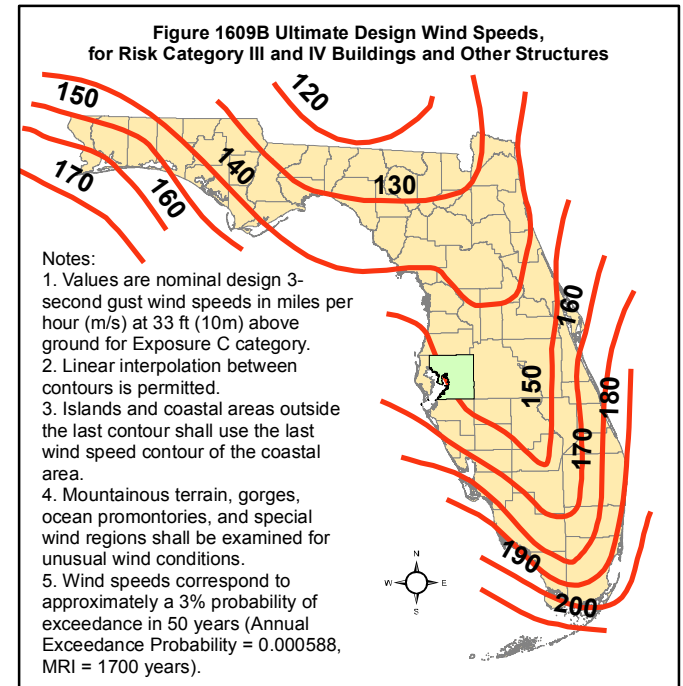 Figure 1609B Ultimate Design Wind Speeds,
for Risk Category III and IV Buildings and Other Structures
120
150
140
130
170
160
Notes:
1. Values are nominal design 3-
second gust wind speeds in miles per
hour (m/s) at 33 ft (10m) above
ground for Exposure C category.
2. Linear interpolation between
contours is permitted.
3. Islands and coastal areas outside
the last contour shall use the last
wind speed contour of the coastal
area.
4. Mountainous terrain, gorges,
ocean promontories, and special
wind regions shall be examined for
unusual wind conditions.
5. Wind speeds correspond to
approximately a 3% probability of
exceedance in 50 years (Annual
Exceedance Probability = 0.000588,
MRI = 1700 years).
160
150
180
170
190
200
N
W E
S